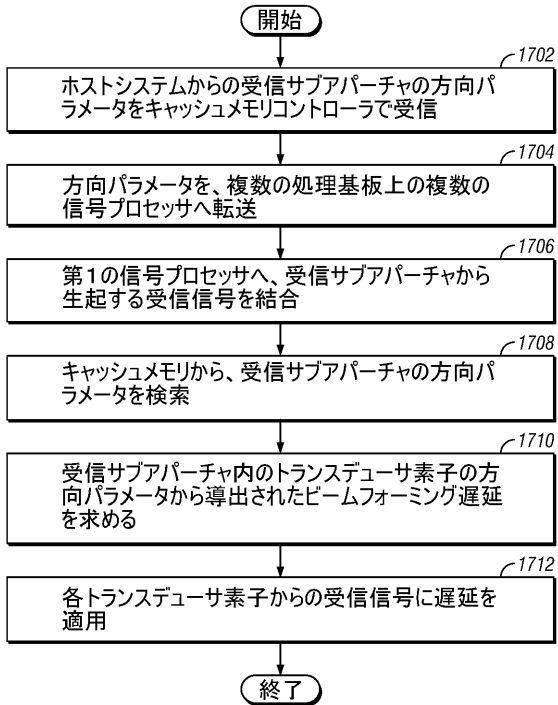 開始
1702
ホストシステムからの受信サブアパーチャの方向パ
ラメータをキャッシュメモリコントローラで受信
1704
方向パラメータを、複数の処理基板上の複数の
信号プロセッサへ転送
1706
第1の信号プロセッサへ、受信サブアパーチャから
生起する受信信号を結合
1708
キャッシュメモリから、受信サブアパーチャの方向パ
ラメータを検索
1710
受信サブアパーチャ内のトランスデューサ素子の方
向パラメータから導出されたビームフォーミング遅延
を求める
1712
各トランスデューサ素子からの受信信号に遅延を
適用
終了